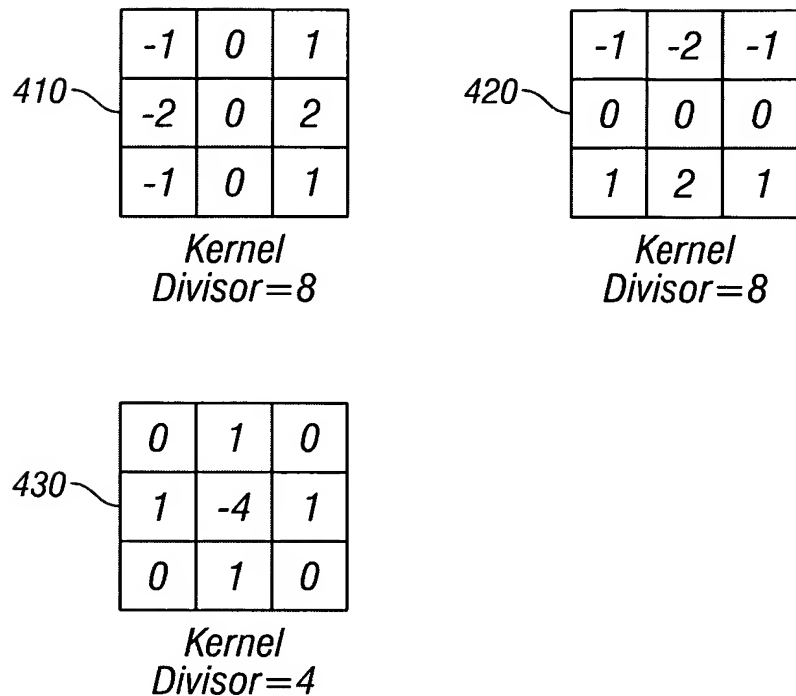 410
-1 0 1
-2 0 2
-1 0 1
Kernel
Divisor=8
420
-1 -2 -1
0 0 0
1 2 1
Kernel
Divisor=8
430
0 1 0
1 -4 1
0 1 0
Kernel
Divisor=4